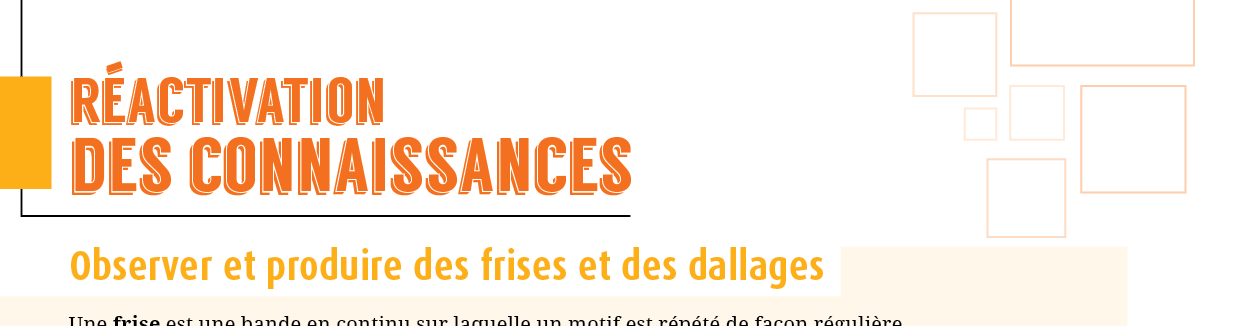 RÉACTIVATION
DES CONNAISSANCES
Observer et produire des frises et des dallages
Une frise est une bande en continu sur laquelle un motif est répété de façon régulière